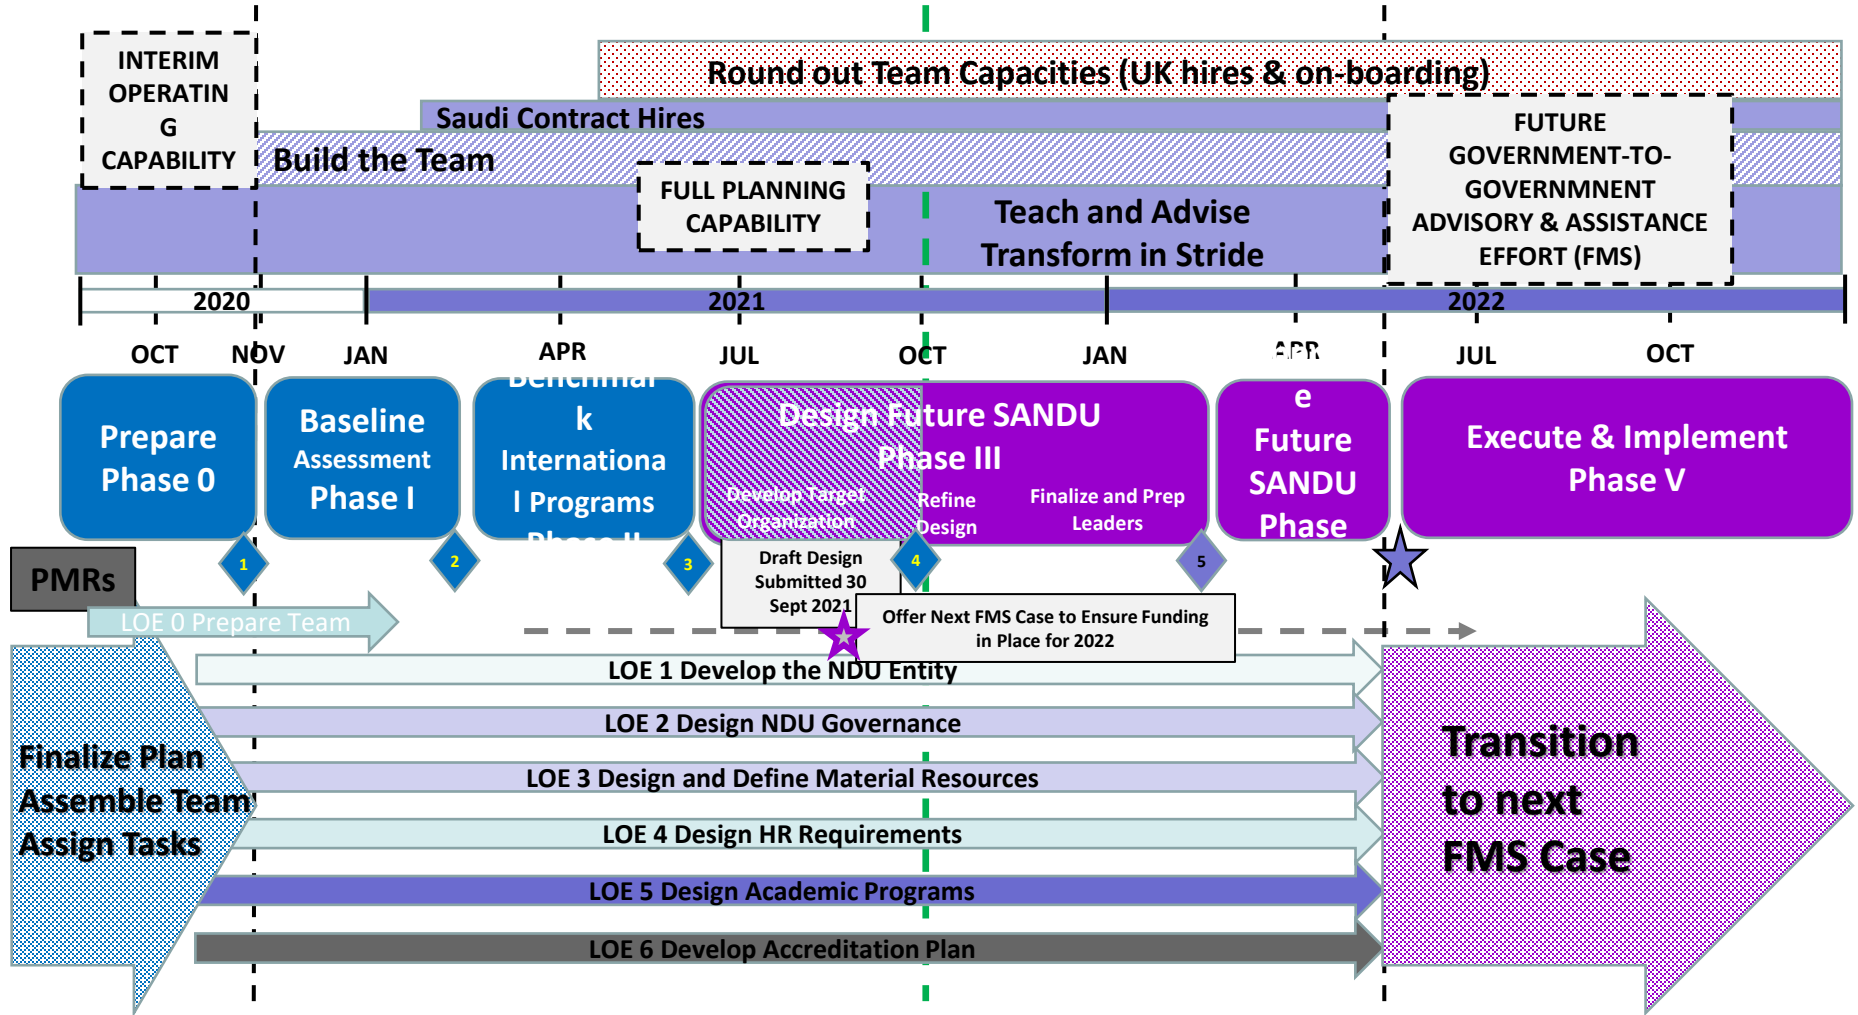 INTERIM
OPERATIN
G
CAPABILITY
Round out Team Capacities (UK hires & on-boarding)
Saudi Contract Hires
Build the Team
FULL PLANNING
CAPABILITY
Teach and Advise
Transform in Stride
FUTURE
GOVERNMENT-TO-
GOVERNMNENT
ADVISORY & ASSISTANCE
EFFORT (FMS)
2020
2021
2022
OCT
NOV
JAN
APR
JUL
OCT
JAN
APR
JUL
OCT
Prepare
Phase 0
Baseline
Assessment
Phase I
Benchmar
k
Internationa
l Programs
Phase II
Design Future SANDU
Phase III
Develop Target
Organization
Refine
Design
Finalize and Prep
Leaders
e
Future
SANDU
Phase
Execute & Implement
Phase V
1
2
3
4
5
PMRs
Draft Design
Submitted 30
Sept 2021
Offer Next FMS Case to Ensure Funding
in Place for 2022
LOE 0 Prepare Team
LOE 1 Develop the NDU Entity
LOE 2 Design NDU Governance
LOE 3 Design and Define Material Resources
LOE 4 Design HR Requirements
LOE 5 Design Academic Programs
LOE 6 Develop Accreditation Plan
Finalize Plan
Assemble Team
Assign Tasks
Transition
to next
FMS Case